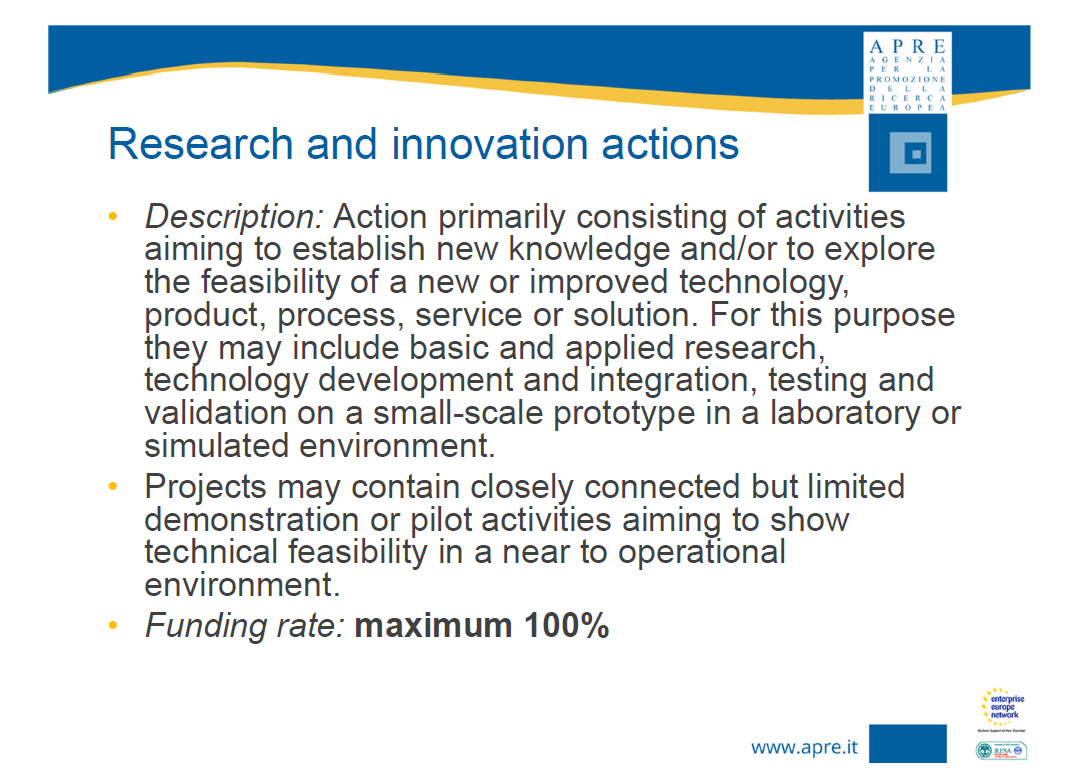 A P R E
AGENZIA
PER LA
PROMOZIONE
DELLA
RICERCA
EUROPEA
Research and innovation actions
• Description: Action primarily consisting of activities
aiming to establish new knowledge and/or to explore
the feasibility of a new or improved technology,
product, process, service or solution. For this purpose
they may include basic and applied research,
technology development and integration, testing and
validation on a small-scale prototype in a laboratory or
simulated environment.
• Projects may contain closely connected but limited
demonstration or pilot activities aiming to show
technical feasibility in a near to operational
environment.
• Funding rate: maximum 100%
enterprise
europe
network
Business Support on Your Doorstep
www.apre.it
RINA